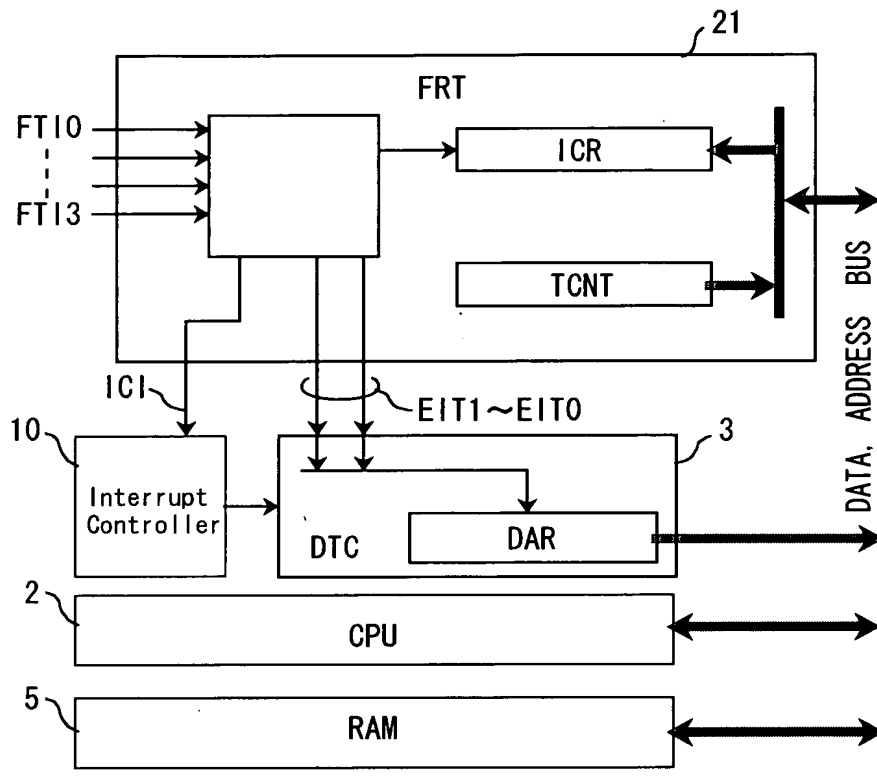 21
FRT
FTI0
FTI3
ICR
TCNT
DATA, ADDRESS BUS
ICI
EIT1～EIT0
10
3
Interrupt
Controller
DTC
DAR
2
CPU
5
RAM